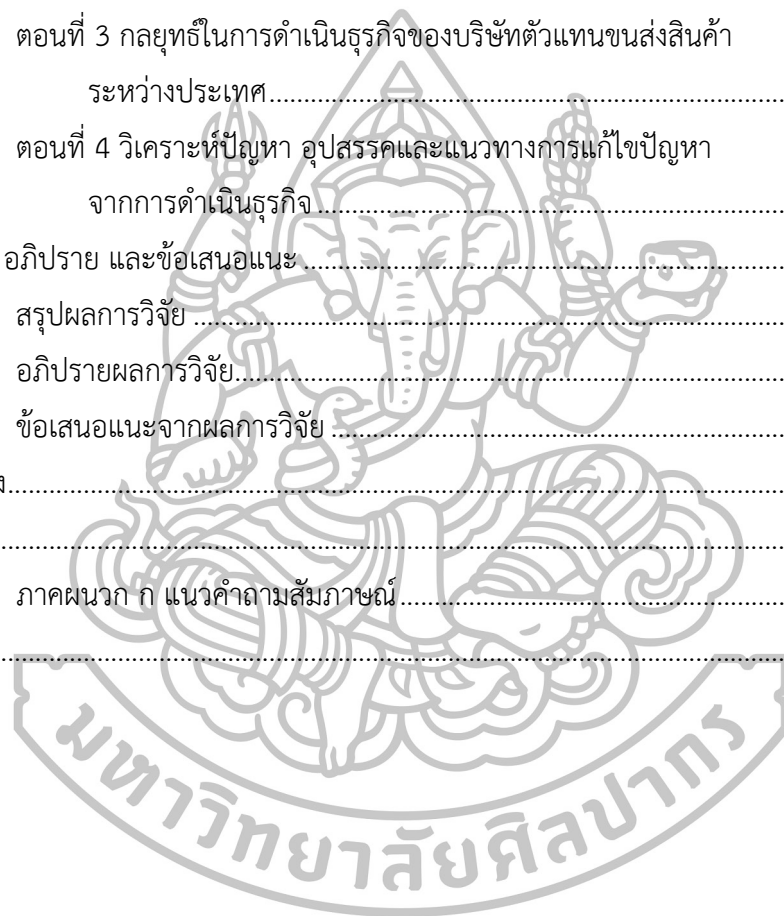 ตอนที่ 3 กลยุทธ์ในการดำเนินธุรกิจของบริษัทตัวแทนขนส่งสินค้า
ระหว่างประเทศ................................................................................
ตอนที่ 4 วิเคราะห์ปัญหา อุปสรรคและแนวทางการแก้ไขปัญหา
จากการดำเนินธุรกิจ........................................................................
อภิปราย และข้อเสนอแนะ..........................................................................
สรุปผลการวิจัย.........................................................................................
อภิปรายผลการวิจัย...................................................................................
ข้อเสนอแนะจากผลการวิจัย......................................................................
ง................................................................................................................
................................................................................................................
ภาคผนวก ก แนวคำถามสัมภาษณ์............................................................
................................................................................................................
มหาวิทยาลัยศิลปากร